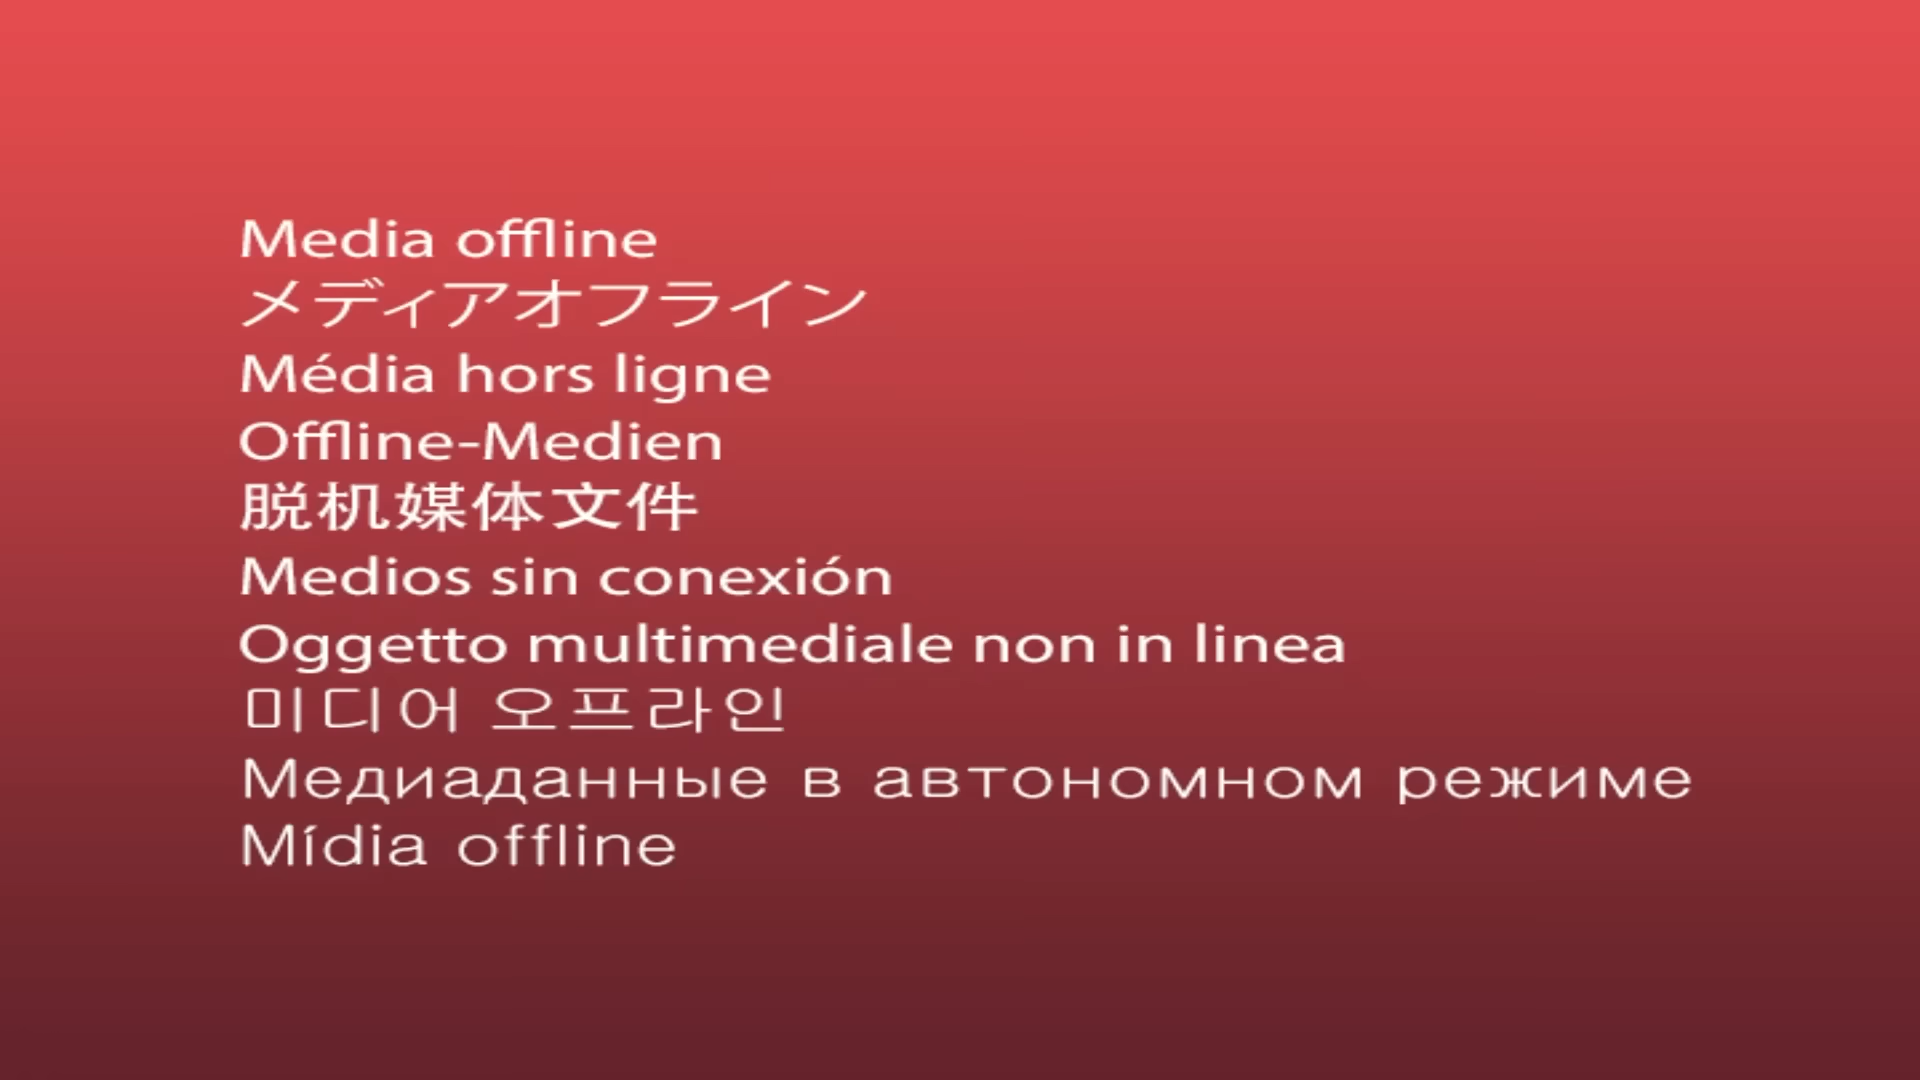 Media offline
メディアオフライン
Média hors ligne
Offline-Medien
脱机媒体文件
Medios sin conexión
Oggetto multimediale non in linea
미디어 오프라인
Медиаданные в автономном режиме
Mídia offline